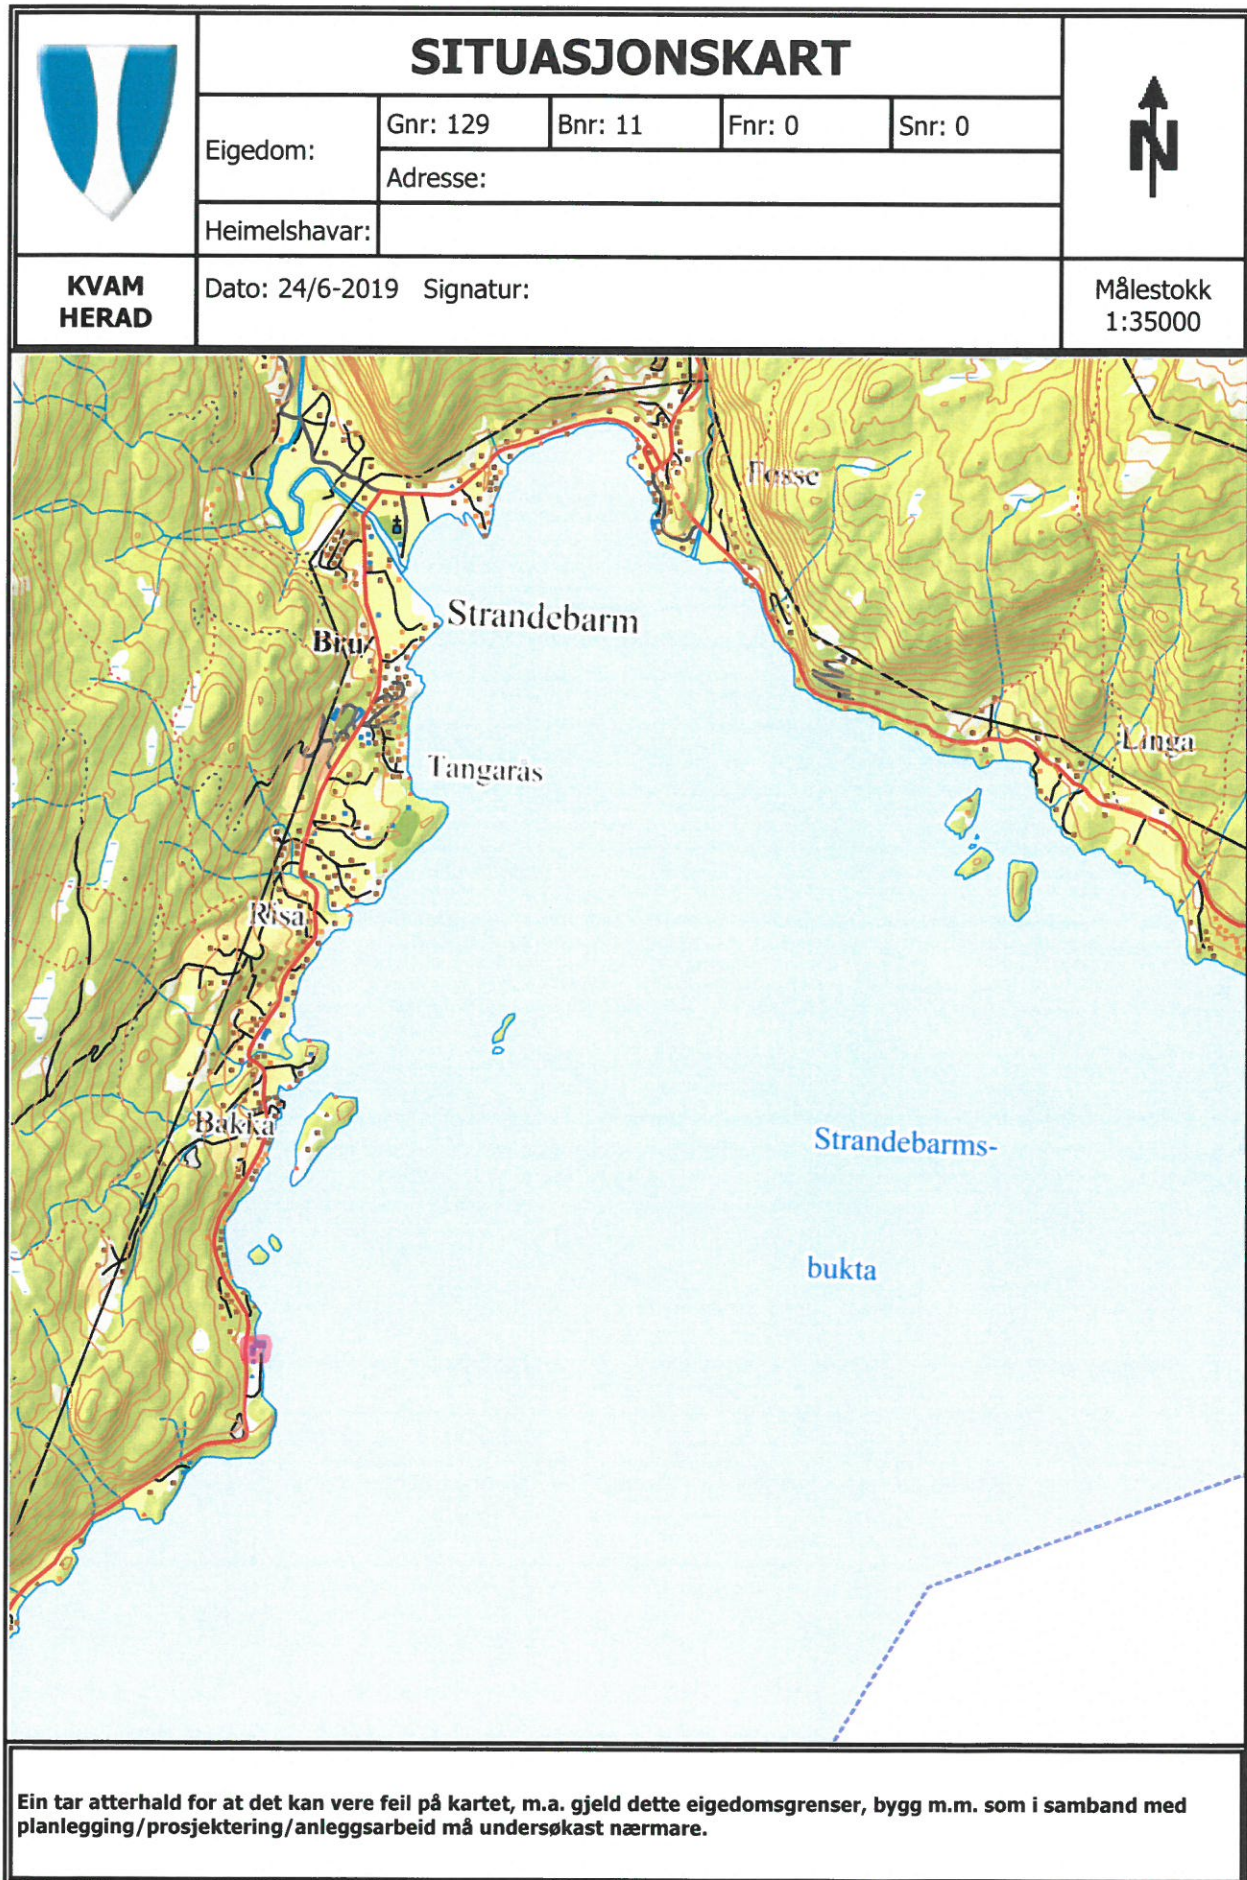 SITUASJONSKART
Eigedom:
Gnr: 129
Bnr: 11
Fnr: 0
Snr: 0
Adresse:
Heimelshavar:
N
KVAM
HERAD
Dato: 24/6-2019 Signatur:
Målestokk
1:35000
Fosse
Strandebarm
Bru
Linga
Tangarås
Risa
Bakka
Strandebarms-
bukta
Ein tar atterhald for at det kan vere feil på kartet, m.a. gjeld dette eigedomsgrenser, bygg m.m. som i samband med
planlegging/prosjektering/anleggsarbeid må undersøkast nærmare.